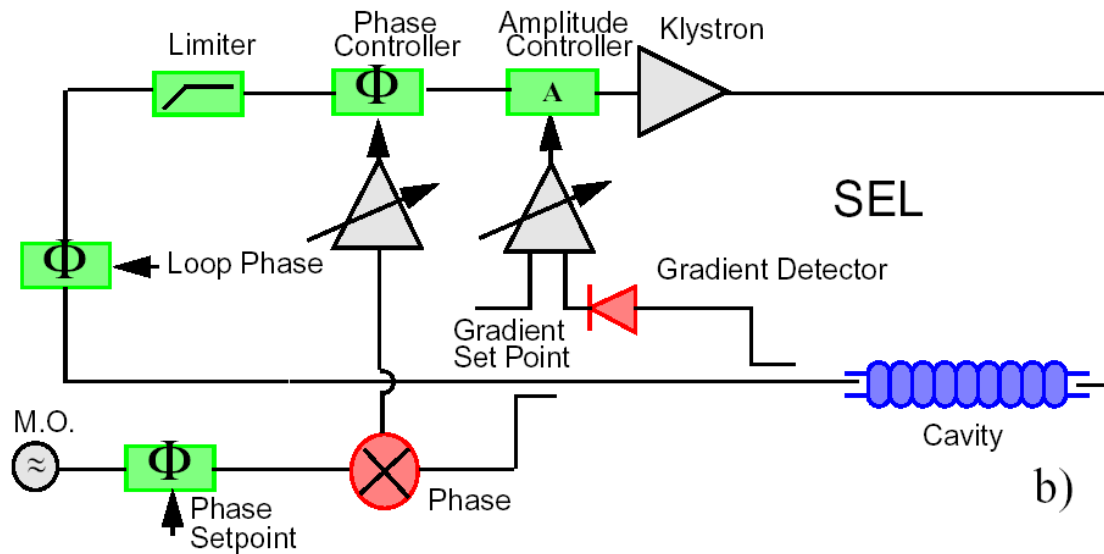 Limiter
Phase
Controller
Amplitude
Controller
Klystron
Φ
A
SEL
Φ
Loop Phase
Gradient Detector
Gradient
Set Point
M.O.
≈
Φ
Cavity
Phase
Phase
Setpoint
b)